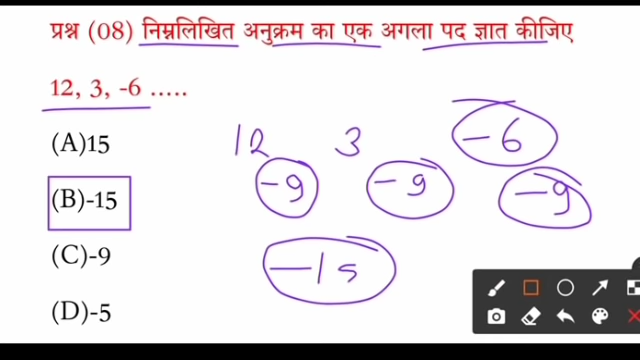 प्रश्न (08) निम्नलिखित अनुक्रम का एक अगला पद ज्ञात कीजिए
12, 3, -6 .....
(A)15
(B)-15
(C)-9
(D)-5
12 3 -6
-9 -9 -9
-15